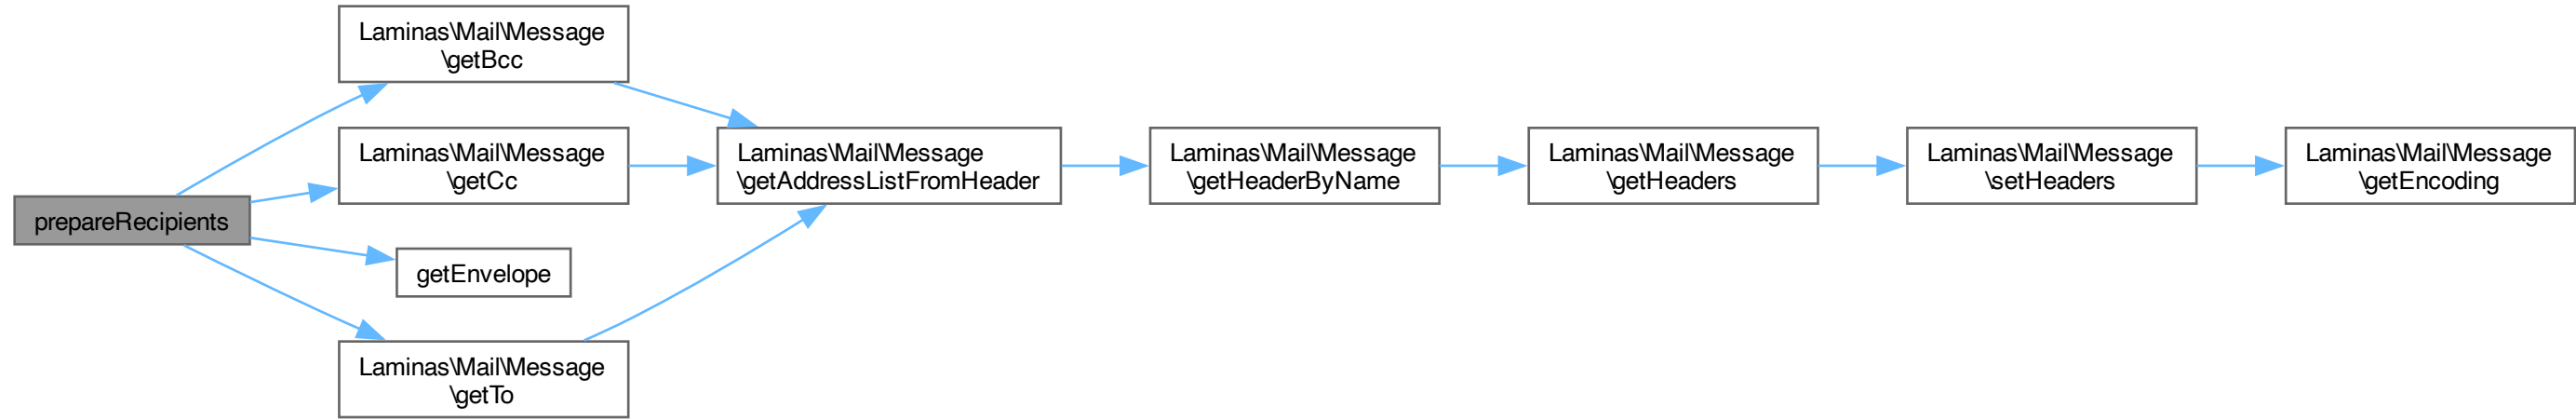 Laminas\Mail\Message
\getBcc
Laminas\Mail\Message
\getCc
prepareRecipients
getEnvelope
Laminas\Mail\Message
\getTo
Laminas\Mail\Message
\getAddressListFromHeader
Laminas\Mail\Message
\getHeaderByName
Laminas\Mail\Message
\getHeaders
Laminas\Mail\Message
\setHeaders
Laminas\Mail\Message
\getEncoding